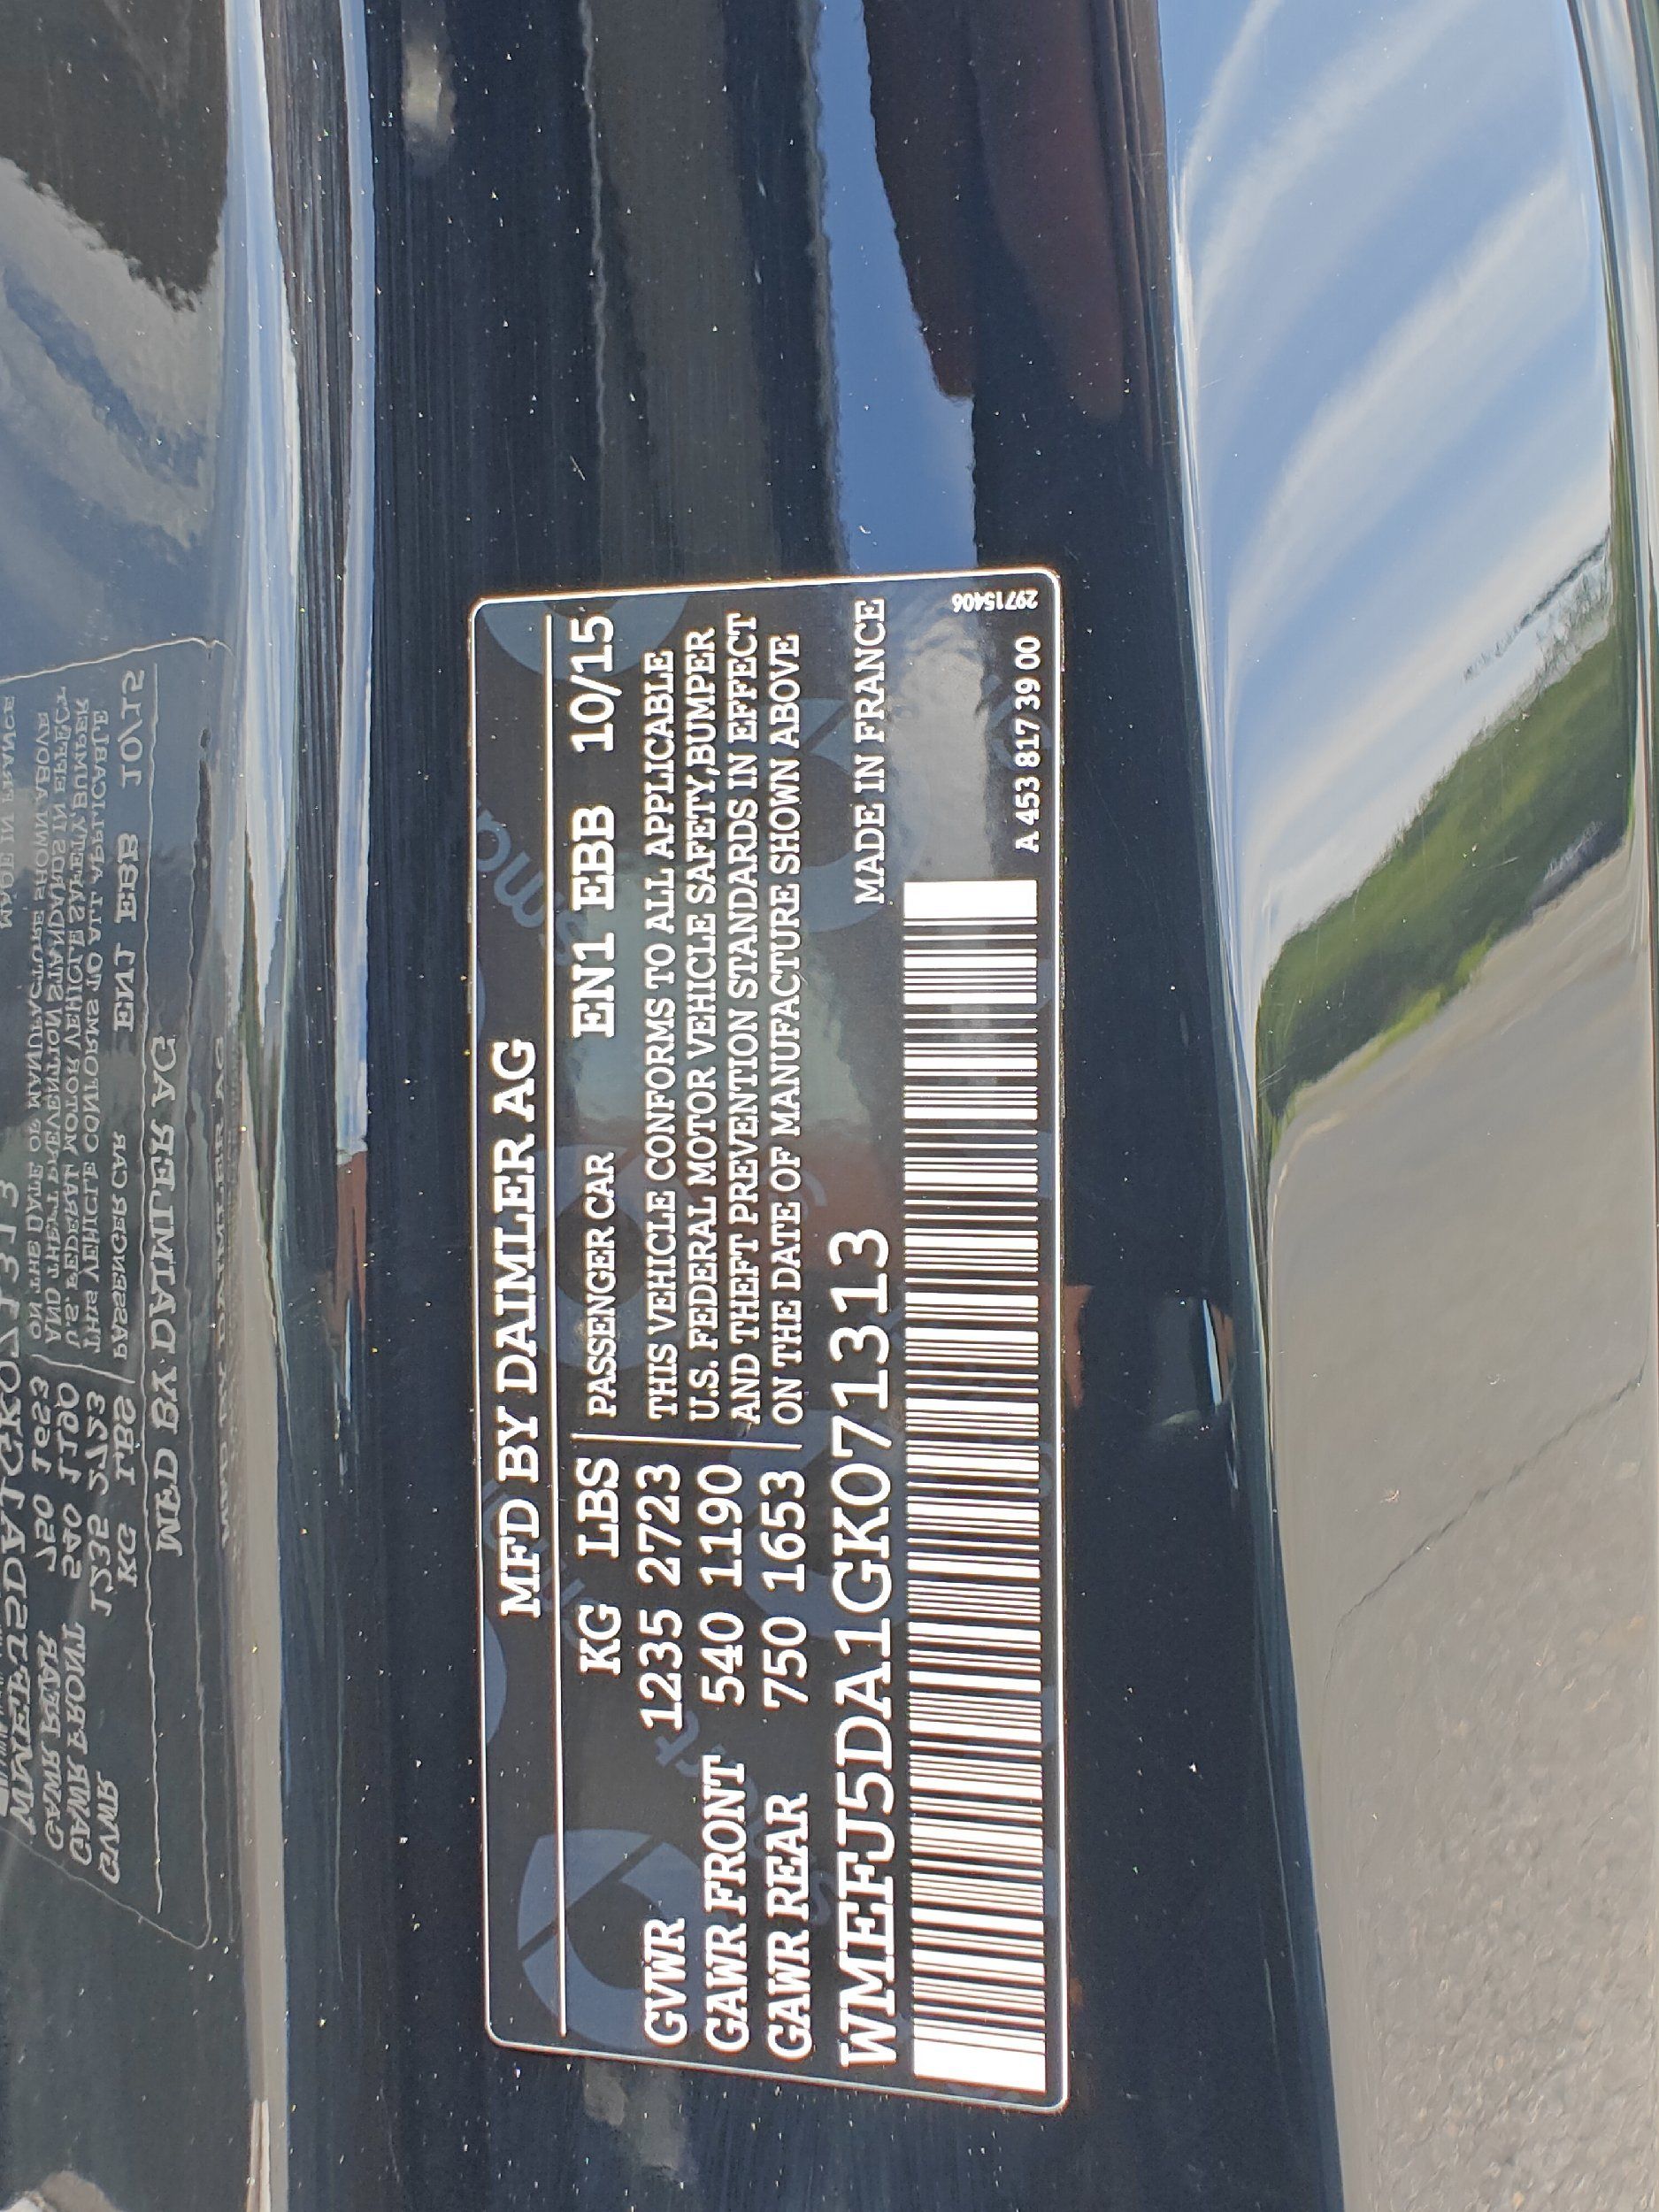 MFD BY DAIMLER AG
KG LBS PASSENGER CAR EN1 EBB 10/15
GVWR 1235 2723 THIS VEHICLE CONFORMS TO ALL APPLICABLE
GAWR FRONT 540 1190 U.S. FEDERAL MOTOR VEHICLE SAFETY,BUMPER
GAWR REAR 750 1653 AND THEFT PREVENTION STANDARDS IN EFFECT
ON THE DATE OF MANUFACTURE SHOWN ABOVE
WMEFJ5DA1GK071313 MADE IN FRANCE
A 453 817 39 00
29715406